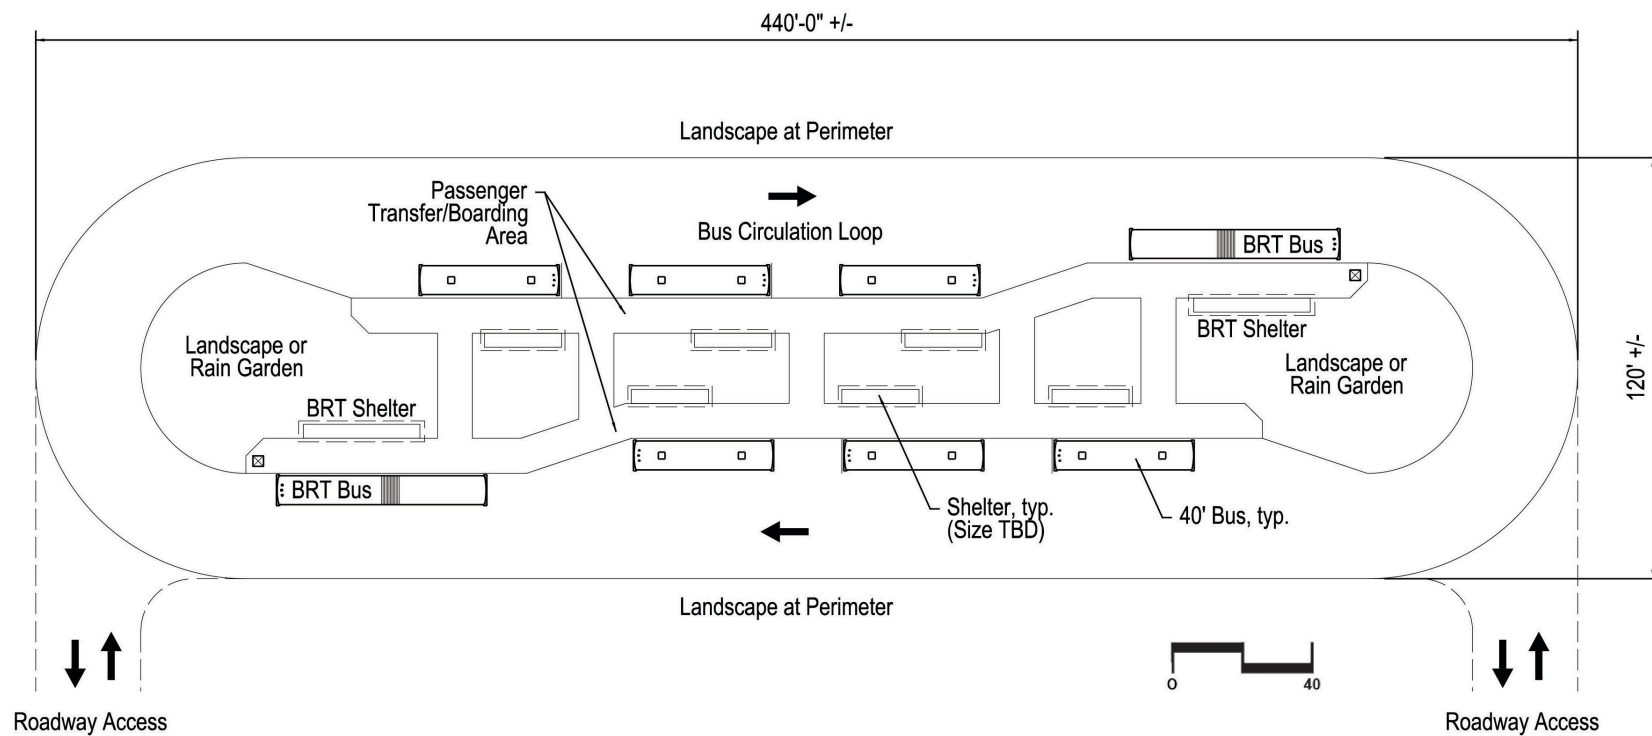 440'-0" +/-
Landscape at Perimeter
Passenger
Transfer/Boarding
Area
Bus Circulation Loop
BRT Bus
BRT Shelter
Landscape or
Rain Garden
Landscape or
Rain Garden
120' +/-
BRT Shelter
BRT Bus
Shelter, typ.
(Size TBD)
40' Bus, typ.
Landscape at Perimeter
0
40
Roadway Access
Roadway Access